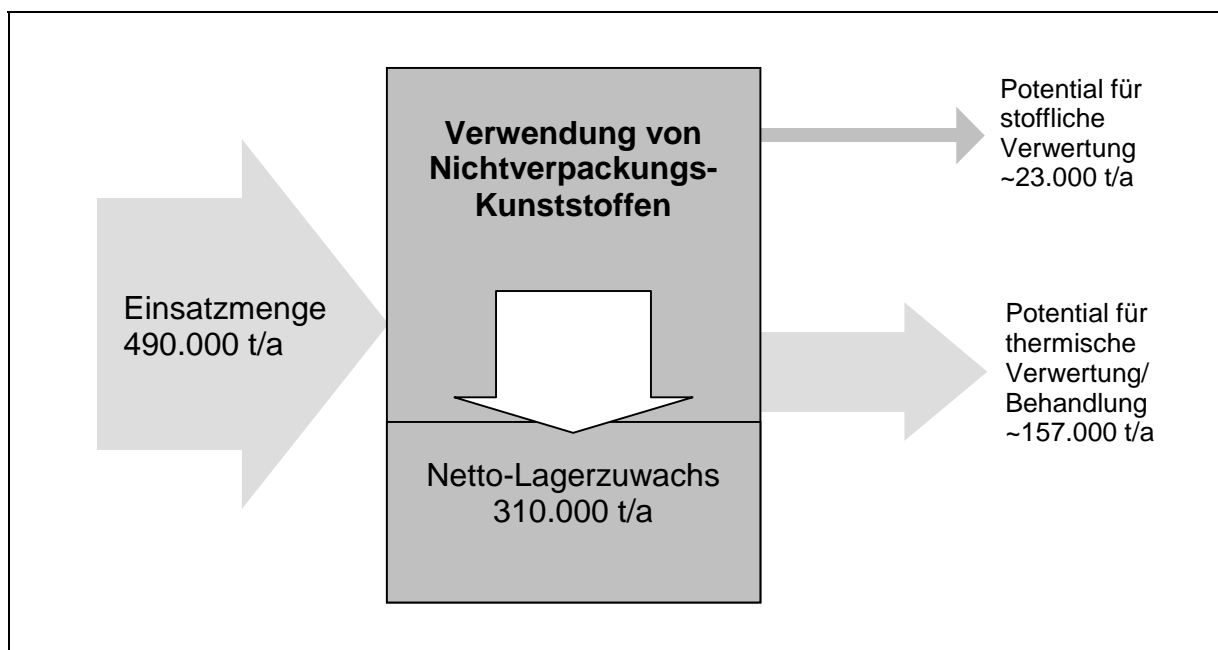 Einsatzmenge
490.000 t/a
Verwendung von
Nichtverpackungs-
Kunststoffen
Netto-Lagerzuwachs
310.000 t/a
Potential für
stoffliche
Verwertung
~23.000 t/a
Potential für
thermische
Verwertung/
Behandlung
~157.000 t/a